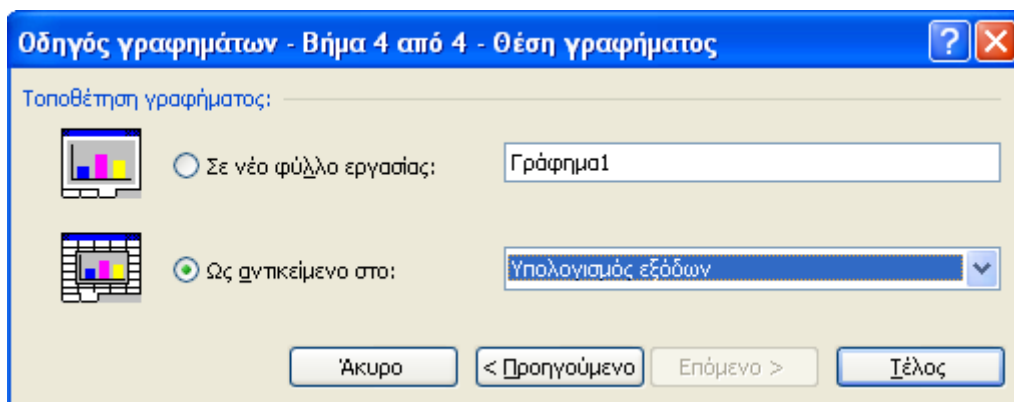 Οδηγός γραφημάτων - Βήμα 4 από 4 - Θέση γραφήματος
Τοποθέτηση γραφήματος:
Σε νέο φύλλο εργασίας: Γράφημα1
Ως αντικείμενο στο: Υπολογισμός εξόδων
Άκυρο < Προηγούμενο Επόμενο > Τέλος